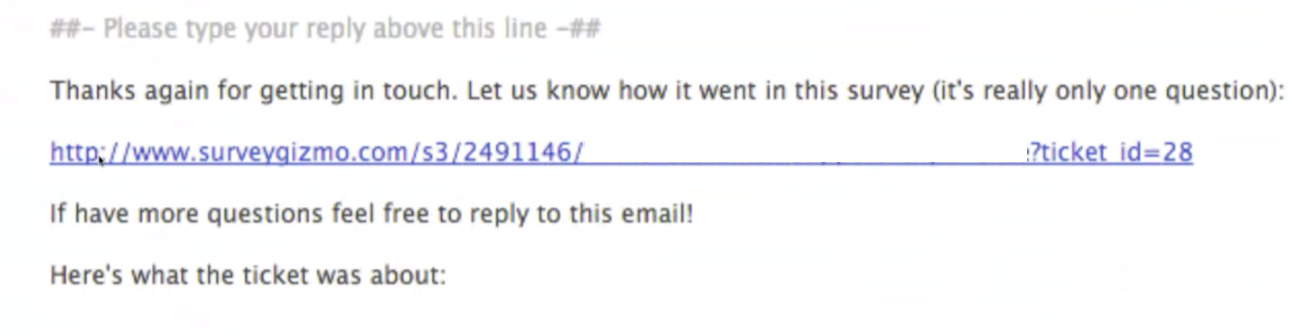 ##- Please type your reply above this line -##
Thanks again for getting in touch. Let us know how it went in this survey (it's really only one question):
http://www.surveygizmo.com/s3/2491146/ ?ticket_id=28
If have more questions feel free to reply to this email!
Here's what the ticket was about: